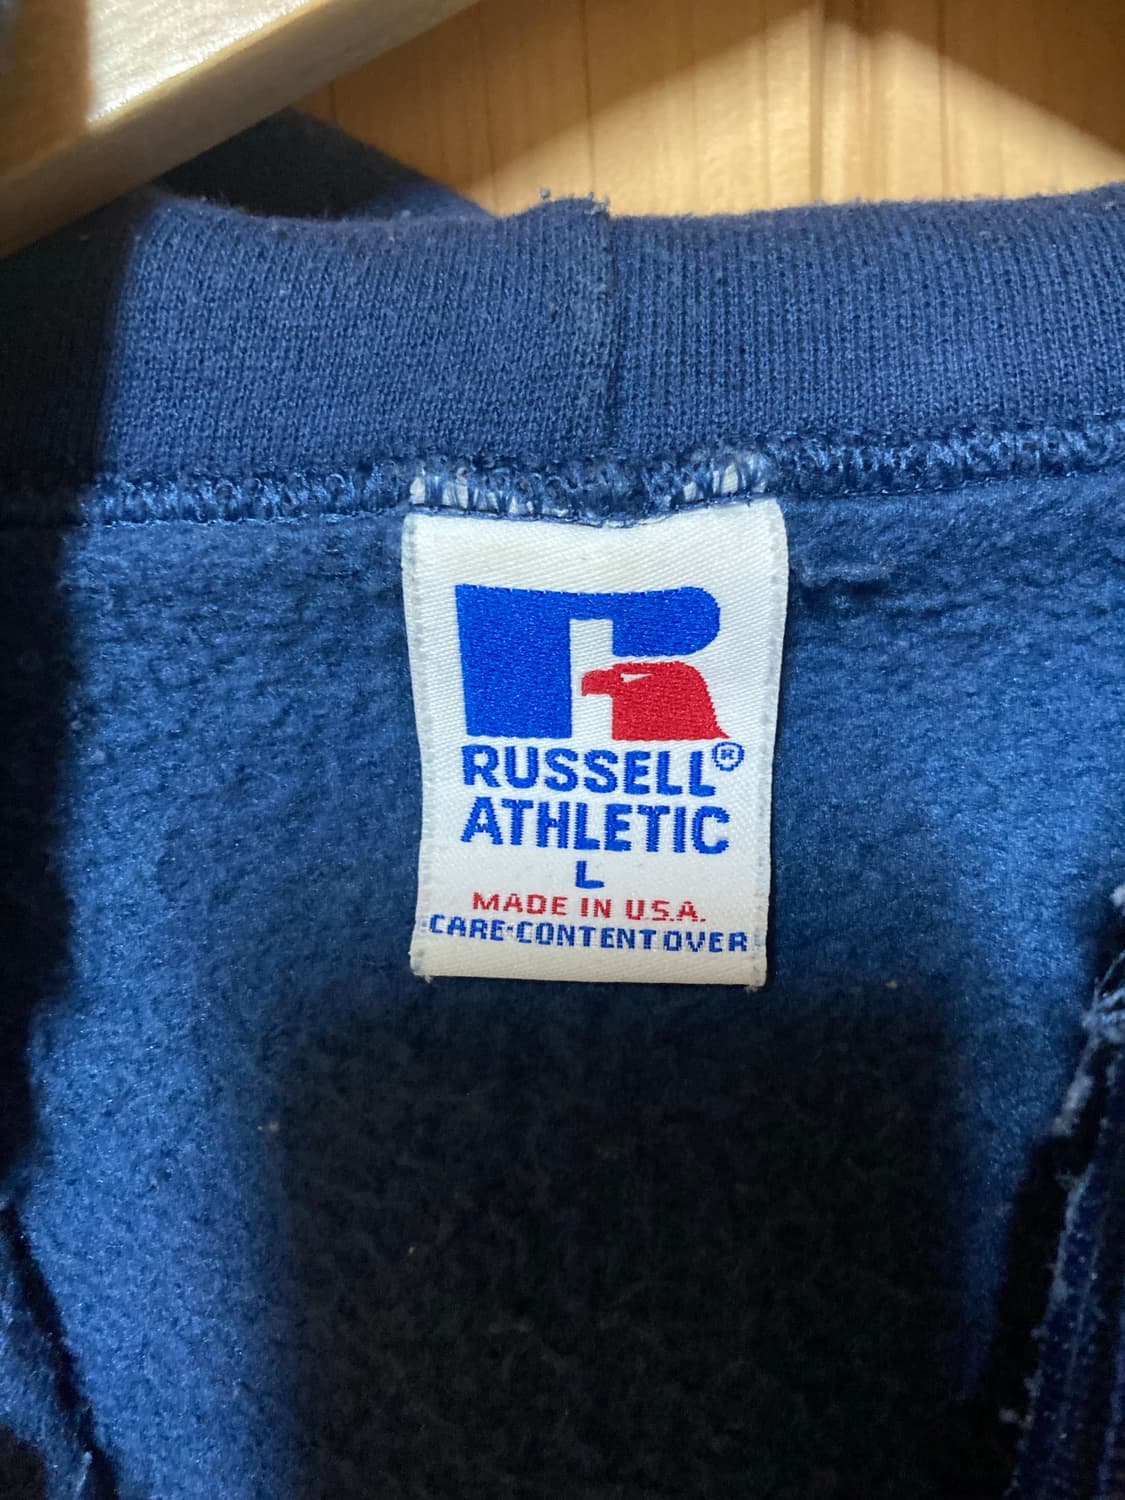 R
RUSSELL®
ATHLETIC
L
MADE IN U.S.A.
CARE·CONTENT OVER